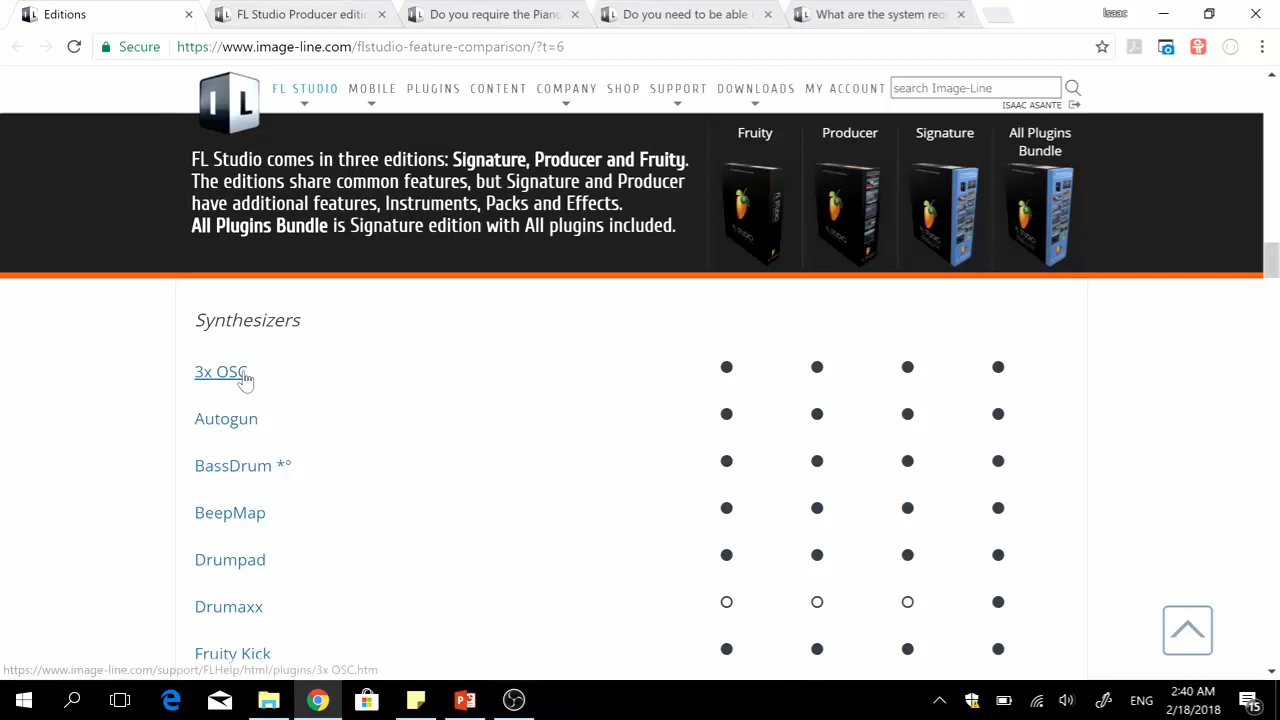 Editions
FL Studio Producer editi
Do you require the Piano
Do you need to be able
What are the system requ
Isaac
Secure
https://www.image-line.com/flstudio-feature-comparison/?t=6
IL
FL STUDIO
MOBILE
PLUGINS
CONTENT
COMPANY
SHOP
SUPPORT
DOWNLOADS
MY ACCOUNT
search Image-Line
ISAAC ASANTE
FL Studio comes in three editions: Signature, Producer and Fruity.
The editions share common features, but Signature and Producer
have additional features, Instruments, Packs and Effects.
All Plugins Bundle is Signature edition with All plugins included.
Fruity
Producer
Signature
All Plugins
Bundle
Synthesizers
3x OSC
Autogun
BassDrum *°
BeepMap
Drumpad
Drumaxx
Fruity Kick
https://www.image-line.com/support/FLHelp/html/plugins/3x OSC.htm
ENG
2:40 AM
2/18/2018
15